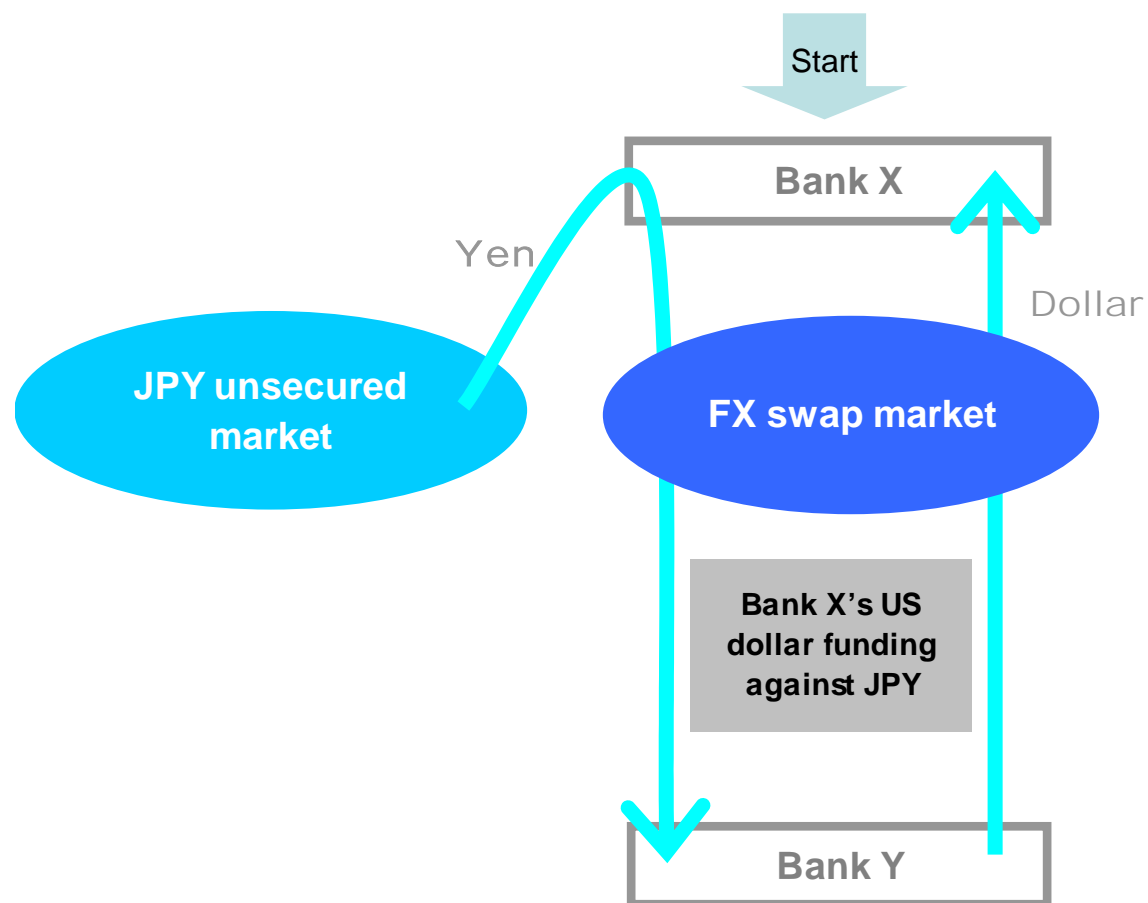 Start
Bank X
Yen
Dollar
JPY unsecured
market
FX swap market
Bank X’s US
dollar funding
against JPY
Bank Y